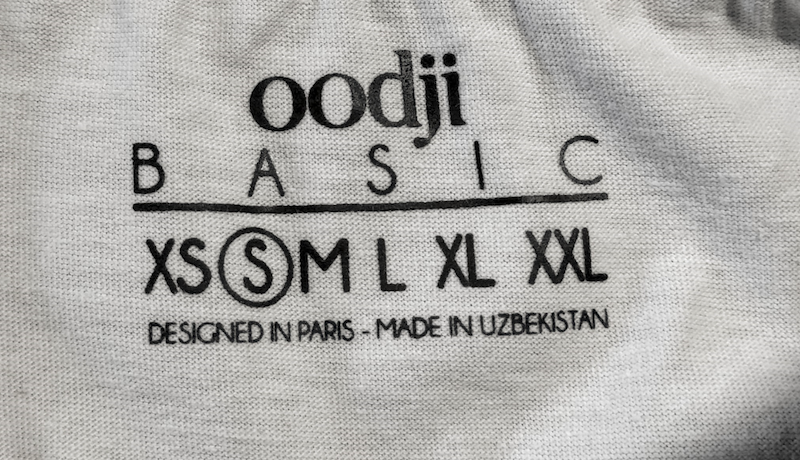 oodji
BASIC
XS S M L XL XXL
DESIGNED IN PARIS - MADE IN UZBEKISTAN